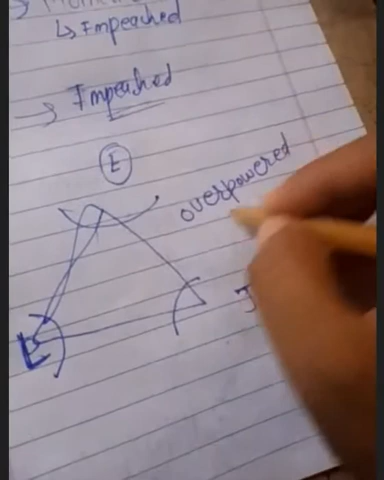 ↳ Impeached
→ Impeached
E
overpowered
L
J